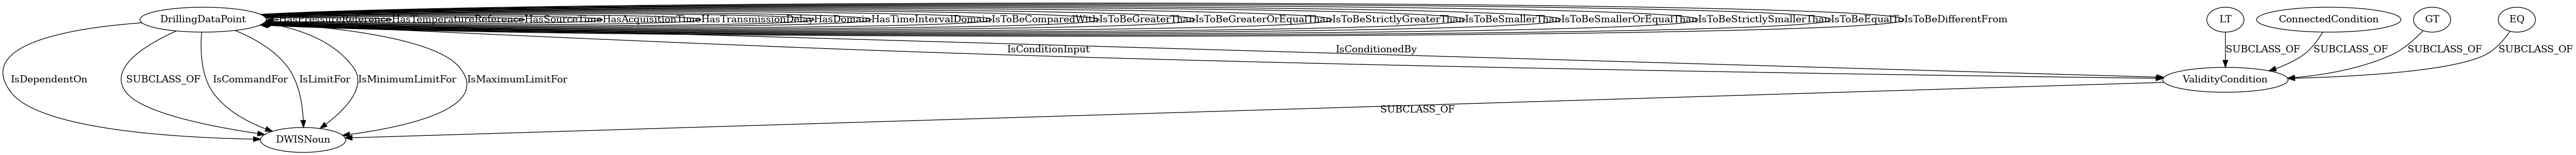 DrillingDataPoint
HasPressureReference
HasTemperatureReference
HasSourceTime
HasAcquisitionTime
HasTransmissionDelay
HasDomain
HasTimeIntervalDomain
IsToBeComparedWith
IsToBeGreaterThan
IsToBeGreaterOrEqualThan
IsToBeStrictlyGreaterThan
IsToBeSmallerThan
IsToBeSmallerOrEqualThan
IsToBeStrictlySmallerThan
IsToBeEqualTo
IsToBeDifferentFrom
LT
ConnectedCondition
GT
EQ
IsConditionInput
IsConditionedBy
SUBCLASS_OF
SUBCLASS_OF
SUBCLASS_OF
SUBCLASS_OF
IsDependentOn
SUBCLASS_OF
IsCommandFor
IsLimitFor
IsMinimumLimitFor
IsMaximumLimitFor
ValidityCondition
SUBCLASS_OF
DWISNoun